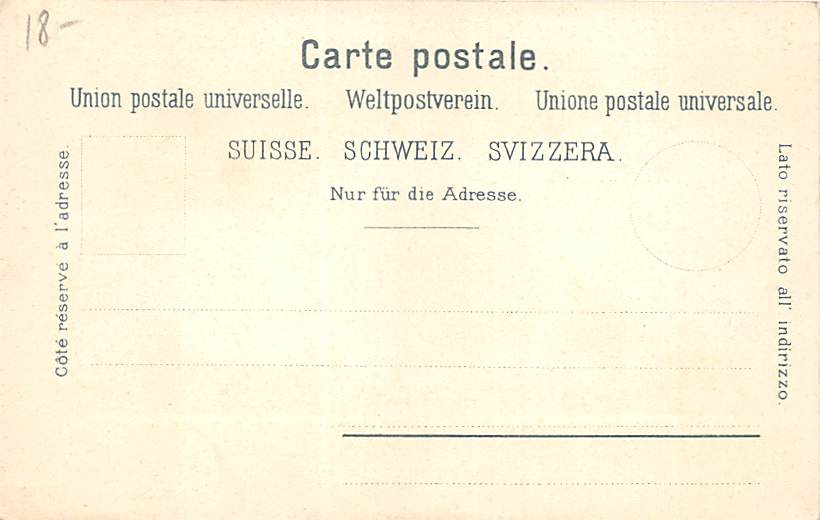 18-
Carte postale.
Union postale universelle. Weltpostverein. Unione postale universale.
SUISSE. SCHWEIZ. SVIZZERA.
Nur für die Adresse.
Côté réservé à l'adresse.
Lato riservato all' indirizzo.